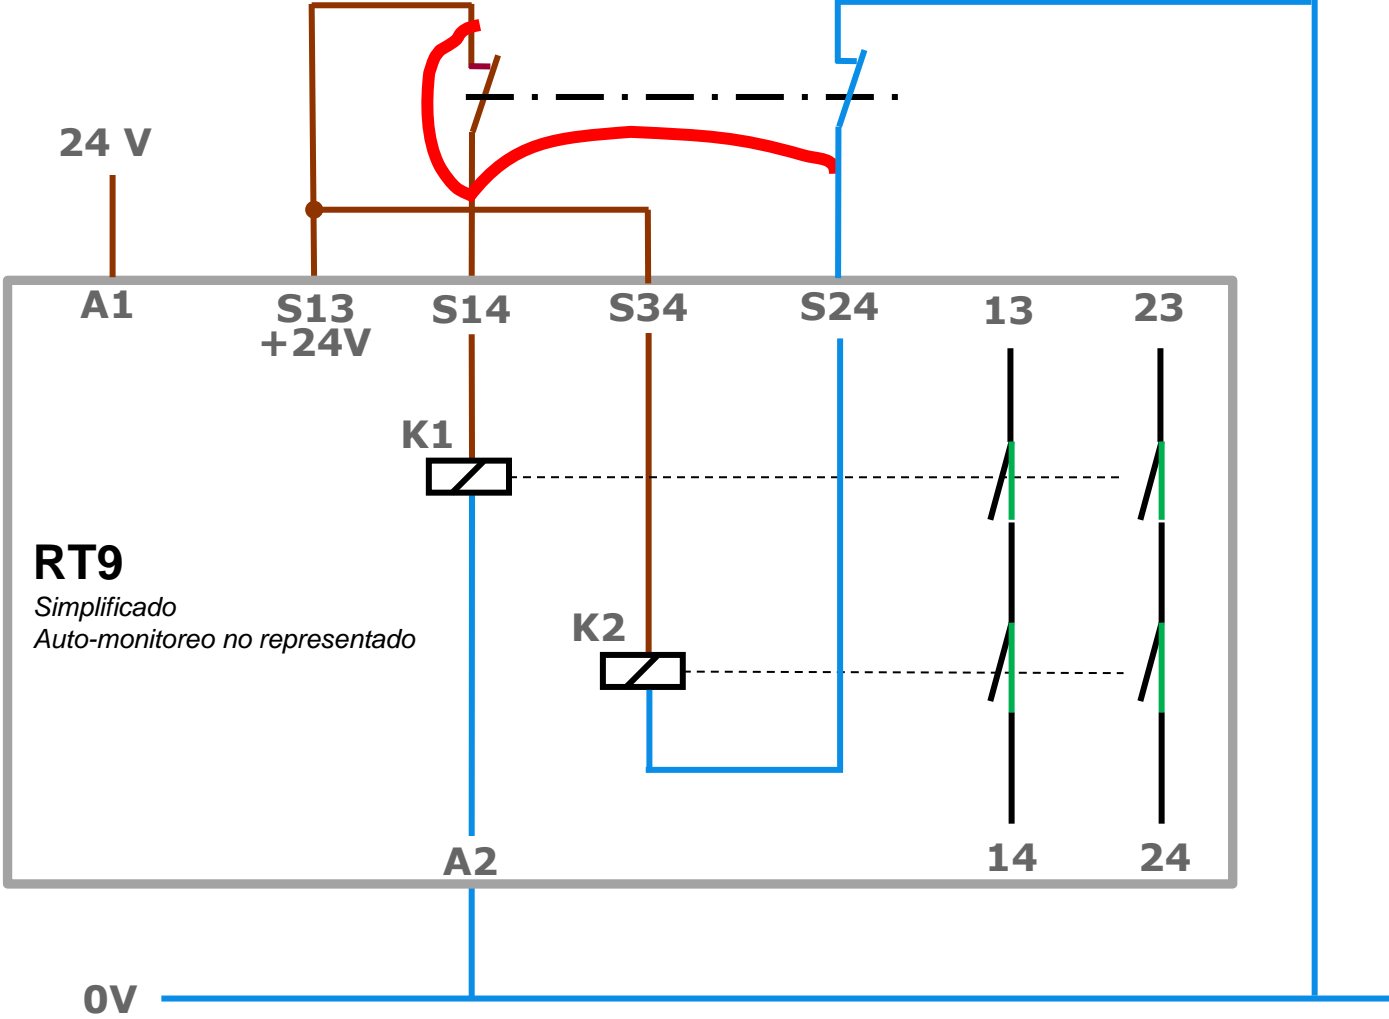 24 V
A1
S13
+24V
S14
S34
S24
13
23
K1
RT9
Simplificado
Auto-monitoreo no representado
K2
A2
14
24
0V